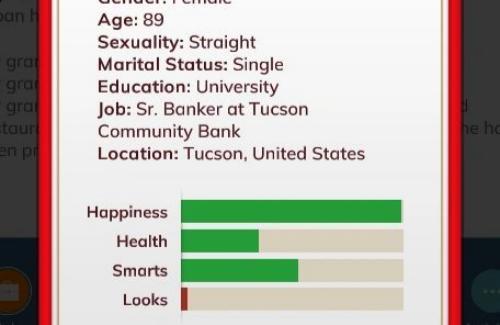 Gender: Female
Age: 89
Sexuality: Straight
Marital Status: Single
Education: University
Job: Sr. Banker at Tucson
Community Bank
Location: Tucson, United States
Happiness
Health
Smarts
Looks